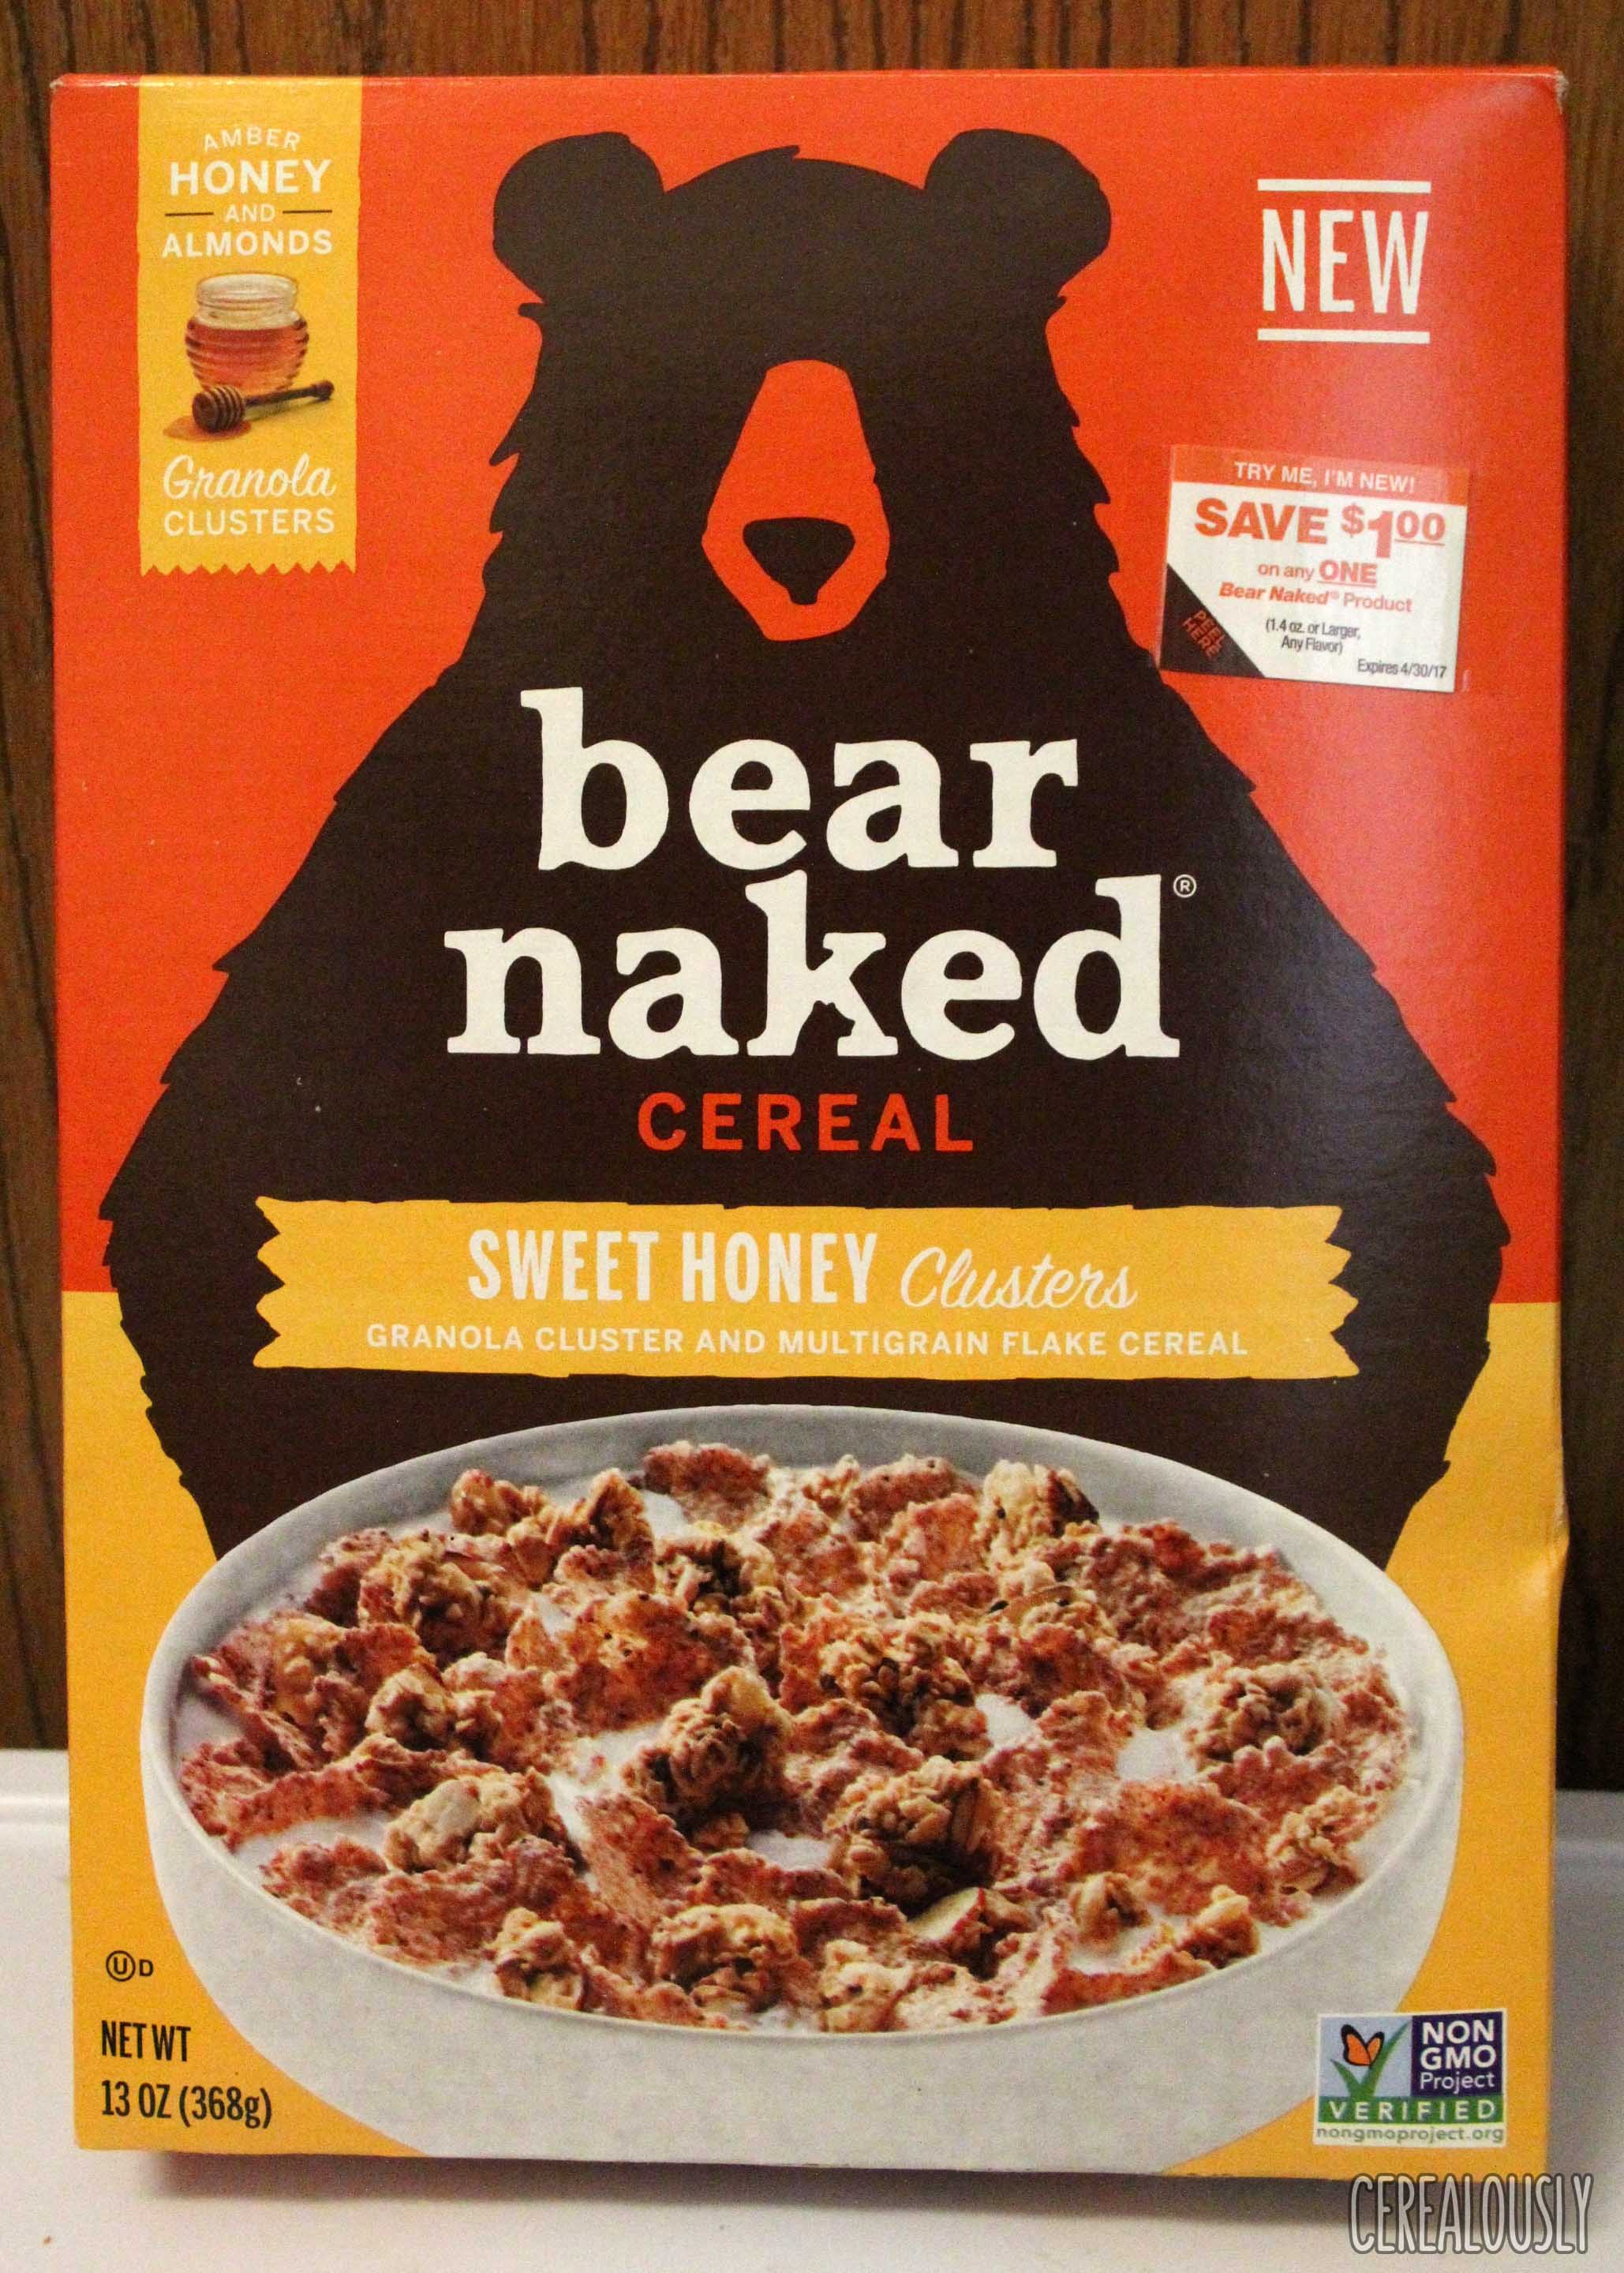 AMBER
HONEY
AND
ALMONDS
Granola
CLUSTERS
NEW
TRY ME, I'M NEW!
SAVE $1.00
on any ONE
Bear Naked® Product
(1.4 oz. or Larger,
Any Flavor)
Expires 4/30/17
PEEL
HERE
bear
naked®
CEREAL
SWEET HONEY Clusters
GRANOLA CLUSTER AND MULTIGRAIN FLAKE CEREAL
ⓊD
NET WT
13 OZ (368g)
NON
GMO
Project
VERIFIED
nongmoproject.org
CEREALOUSLY